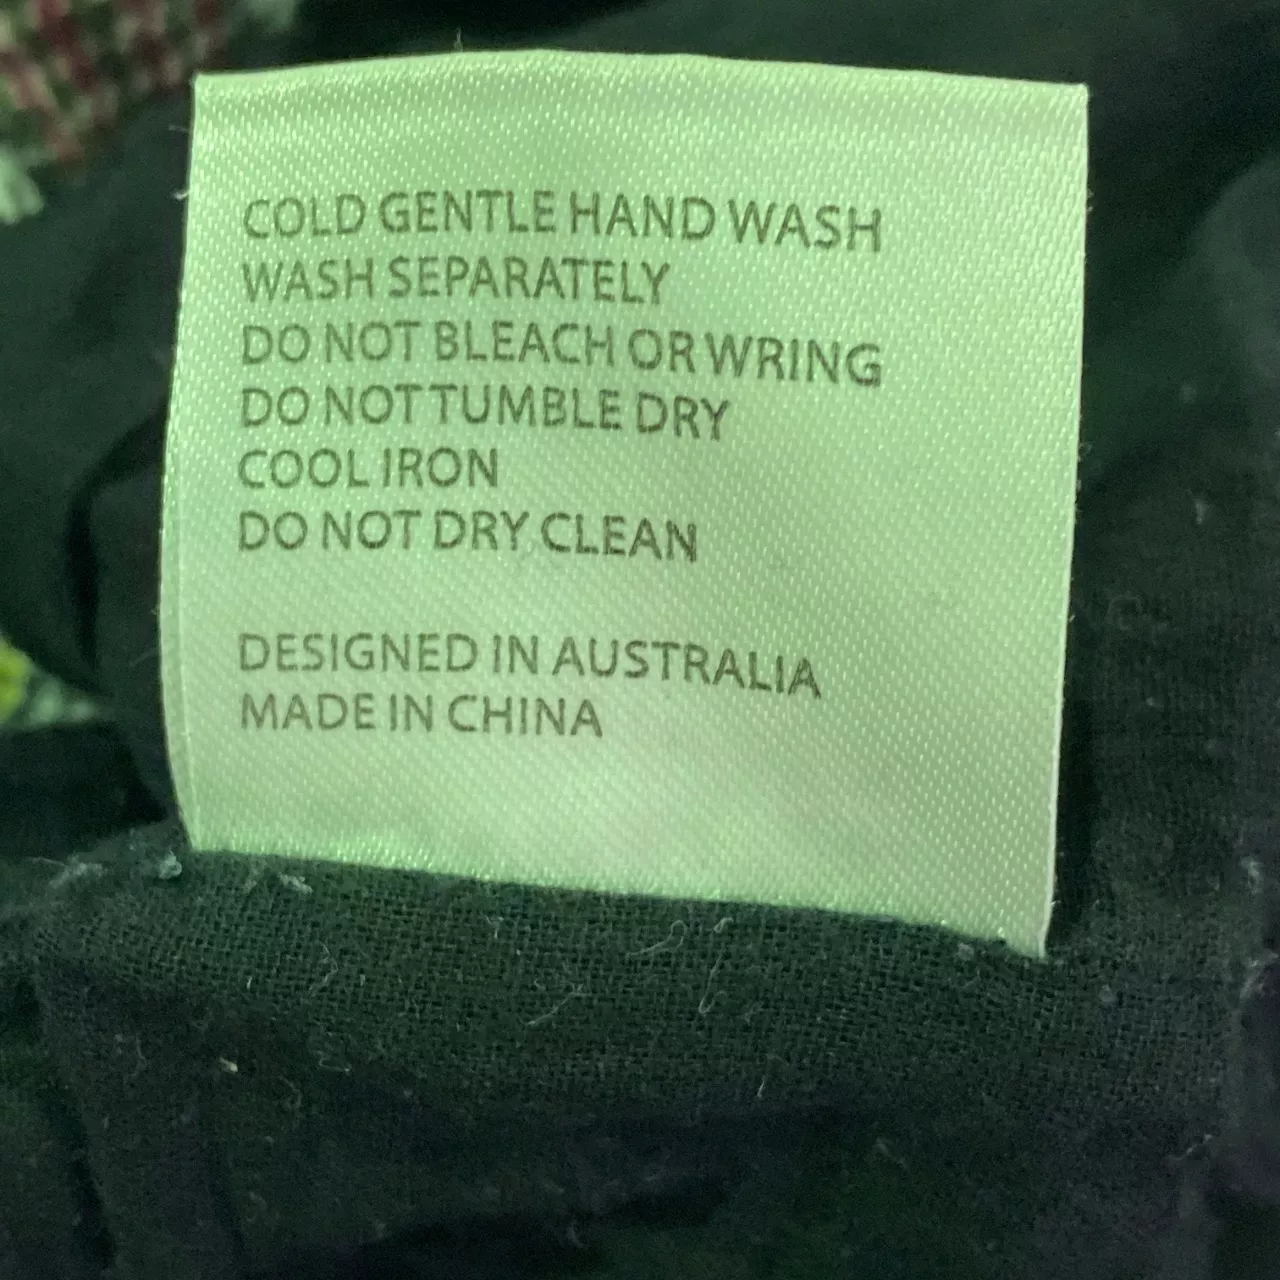 COLD GENTLE HAND WASH
WASH SEPARATELY
DO NOT BLEACH OR WRING
DO NOT TUMBLE DRY
COOL IRON
DO NOT DRY CLEAN
DESIGNED IN AUSTRALIA
MADE IN CHINA